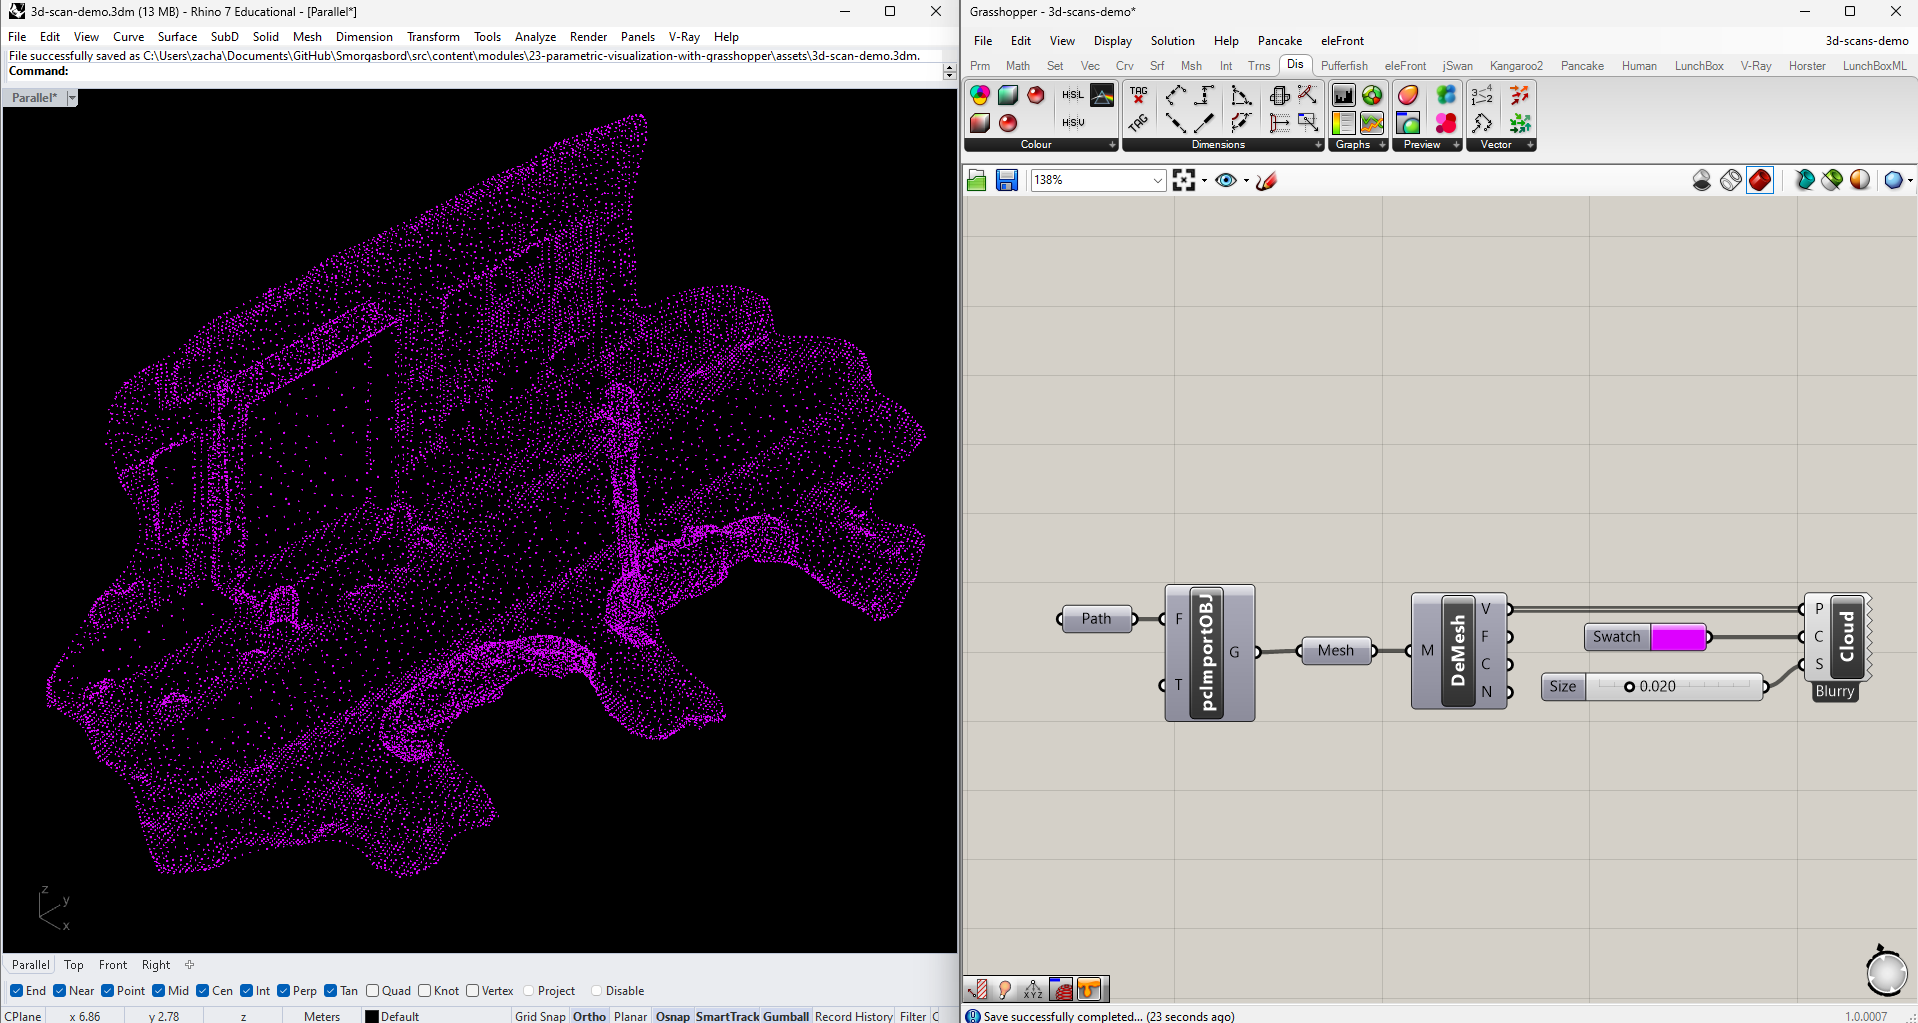 3d-scan-demo.3dm (13 MB) - Rhino 7 Educational - [Parallel*]
File Edit View Curve Surface SubD Solid Mesh Dimension Transform Tools Analyze Render Panels V-Ray Help
File successfully saved as C:\Users\zacha\Documents\GitHub\Smorgasbord\src\content\modules\23-parametric-visualization-with-grasshopper\assets\3d-scan-demo.3dm.
Command:
Parallel*
z
y
x
Parallel Top Front Right
End Near Point Mid Cen Int Perp Tan Quad Knot Vertex Project Disable
CPlane x 6.86 y 2.78 z Meters Default Grid Snap Ortho Planar Osnap SmartTrack Gumball Record History Filter C
Grasshopper - 3d-scans-demo*
File Edit View Display Solution Help Pancake eleFront 3d-scans-demo
Prm Math Set Vec Crv Srf Msh Int Trns Dis Pufferfish eleFront jSwan Kangaroo2 Pancake Human LunchBox V-Ray Horster LunchBoxML
HSL
HSV
TAG
TAG
Colour Dimensions Graphs Preview Vector
138%
Path
F
T
pcImportOBJ
G
Mesh
M
DeMesh
V
F
C
N
Swatch
Size 0.020
P
C
S
Cloud
Blurry
XYZ
Save successfully completed... (23 seconds ago)
1.0.0007